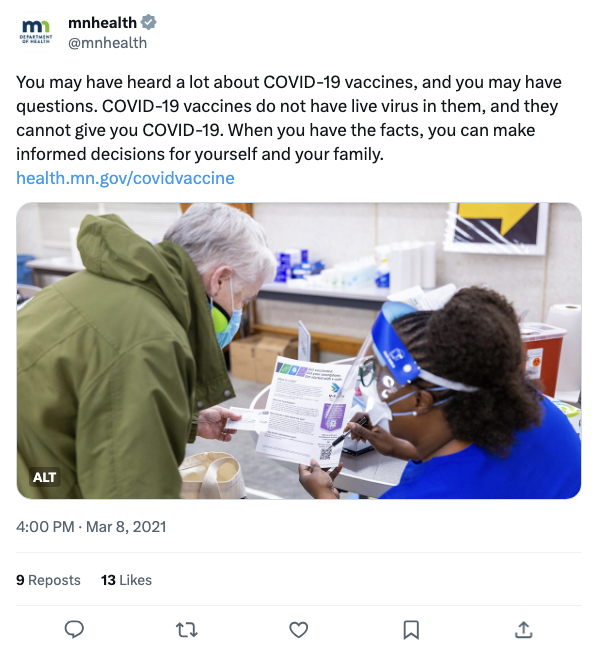 mn
DEPARTMENT
OF HEALTH
mnhealth
@mnhealth
You may have heard a lot about COVID-19 vaccines, and you may have
questions. COVID-19 vaccines do not have live virus in them, and they
cannot give you COVID-19. When you have the facts, you can make
informed decisions for yourself and your family.
health.mn.gov/covidvaccine
ALT
4:00 PM · Mar 8, 2021
9 Reposts 13 Likes